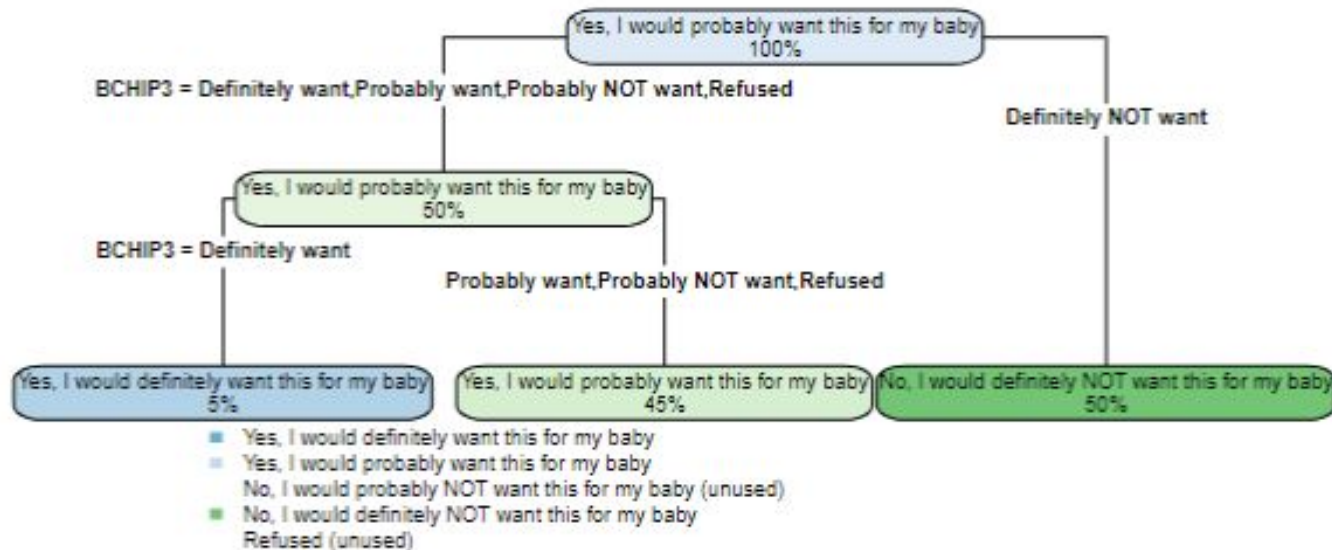 Yes, I would probably want this for my baby
100%
BCHIP3 = Definitely want,Probably want,Probably NOT want,Refused
Definitely NOT want
Yes, I would probably want this for my baby
50%
BCHIP3 = Definitely want
Probably want,Probably NOT want,Refused
Yes, I would definitely want this for my baby
5%
Yes, I would probably want this for my baby
45%
No, I would definitely NOT want this for my baby
50%
Yes, I would definitely want this for my baby
Yes, I would probably want this for my baby
No, I would probably NOT want this for my baby (unused)
No, I would definitely NOT want this for my baby
Refused (unused)